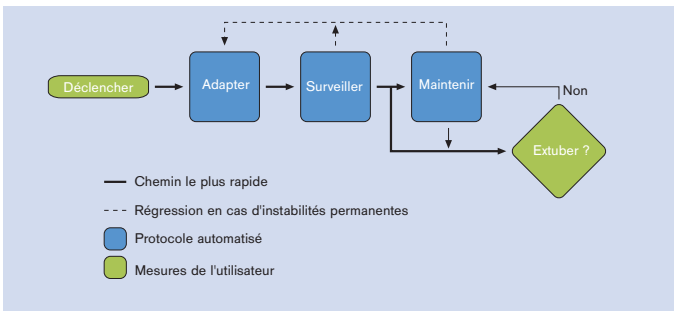 Déclencher
Adapter
Surveiller
Maintenir
Non
Extuber ?
Chemin le plus rapide
Régression en cas d'instabilités permanentes
Protocole automatisé
Mesures de l'utilisateur